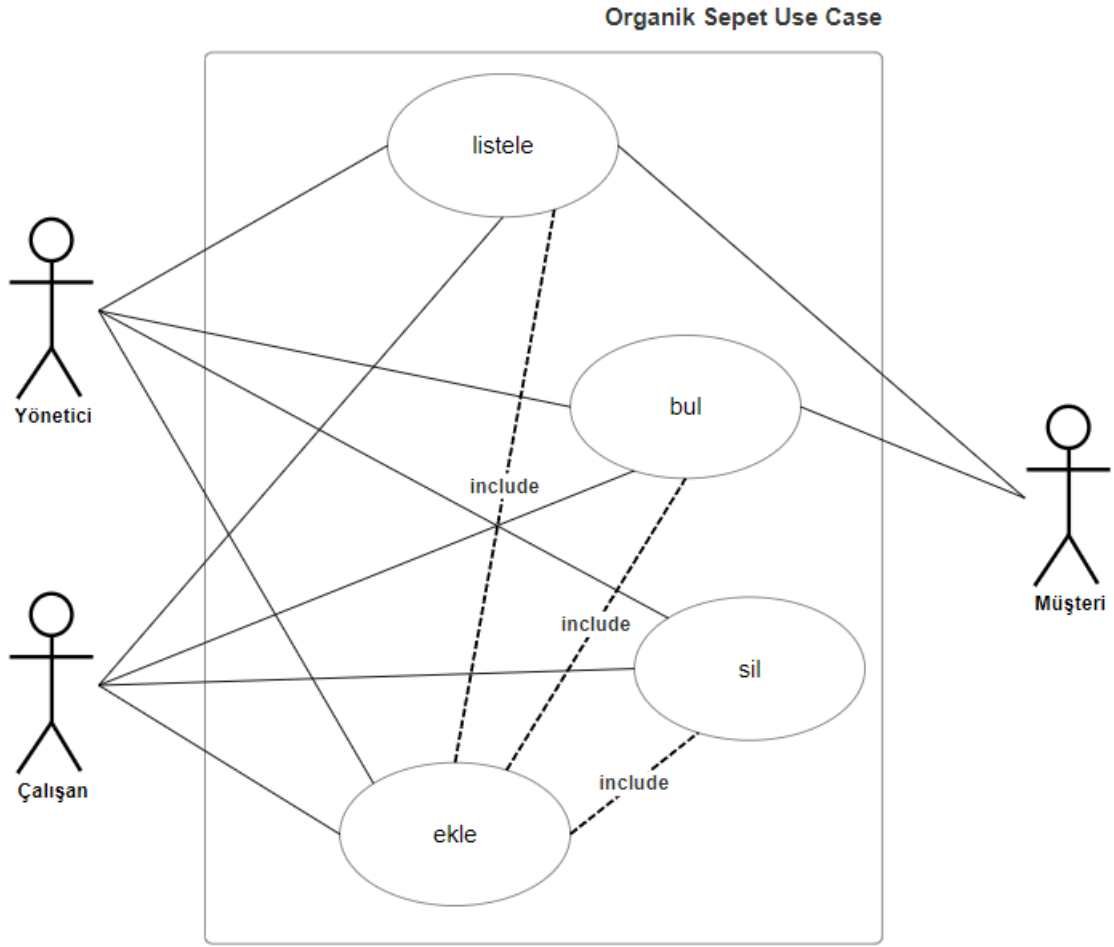 Organik Sepet Use Case
listele
Yönetici
bul
include
Müşteri
include
sil
Çalışan
include
ekle